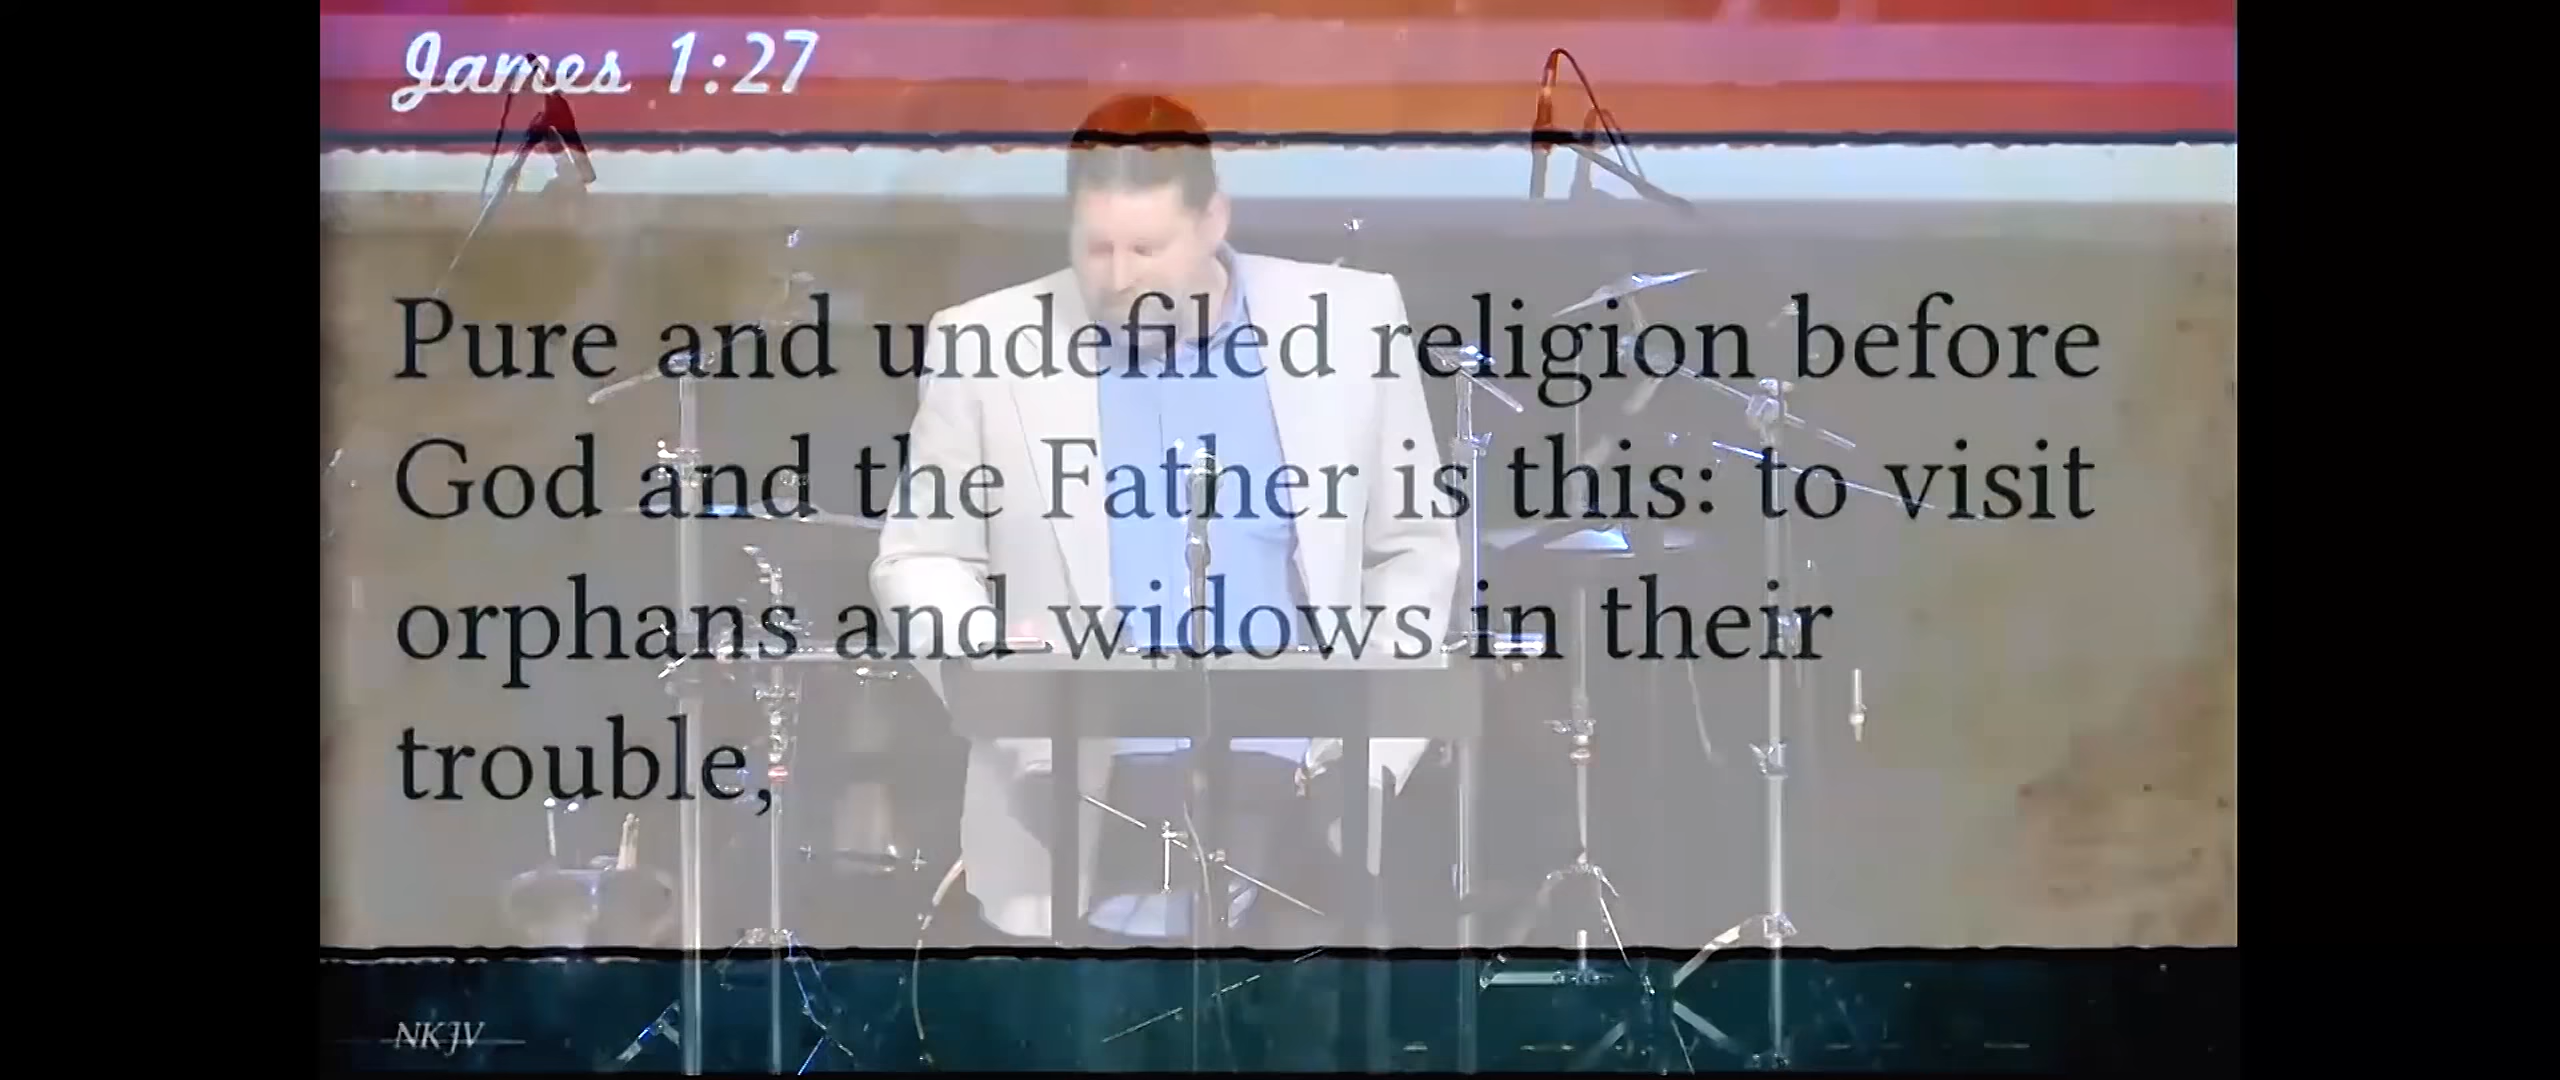 James 1:27
Pure and undefiled religion before
God and the Father is this: to visit
orphans and widows in their
trouble,
NKJV